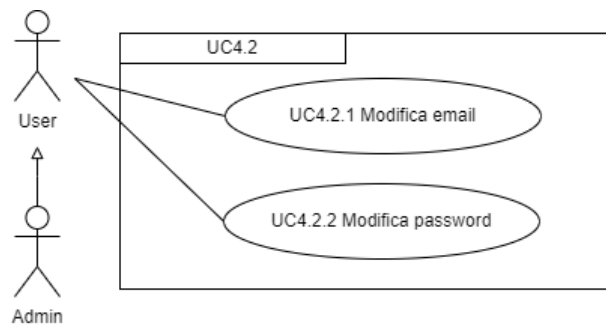 UC4.2
User
UC4.2.1 Modifica email
UC4.2.2 Modifica password
Admin